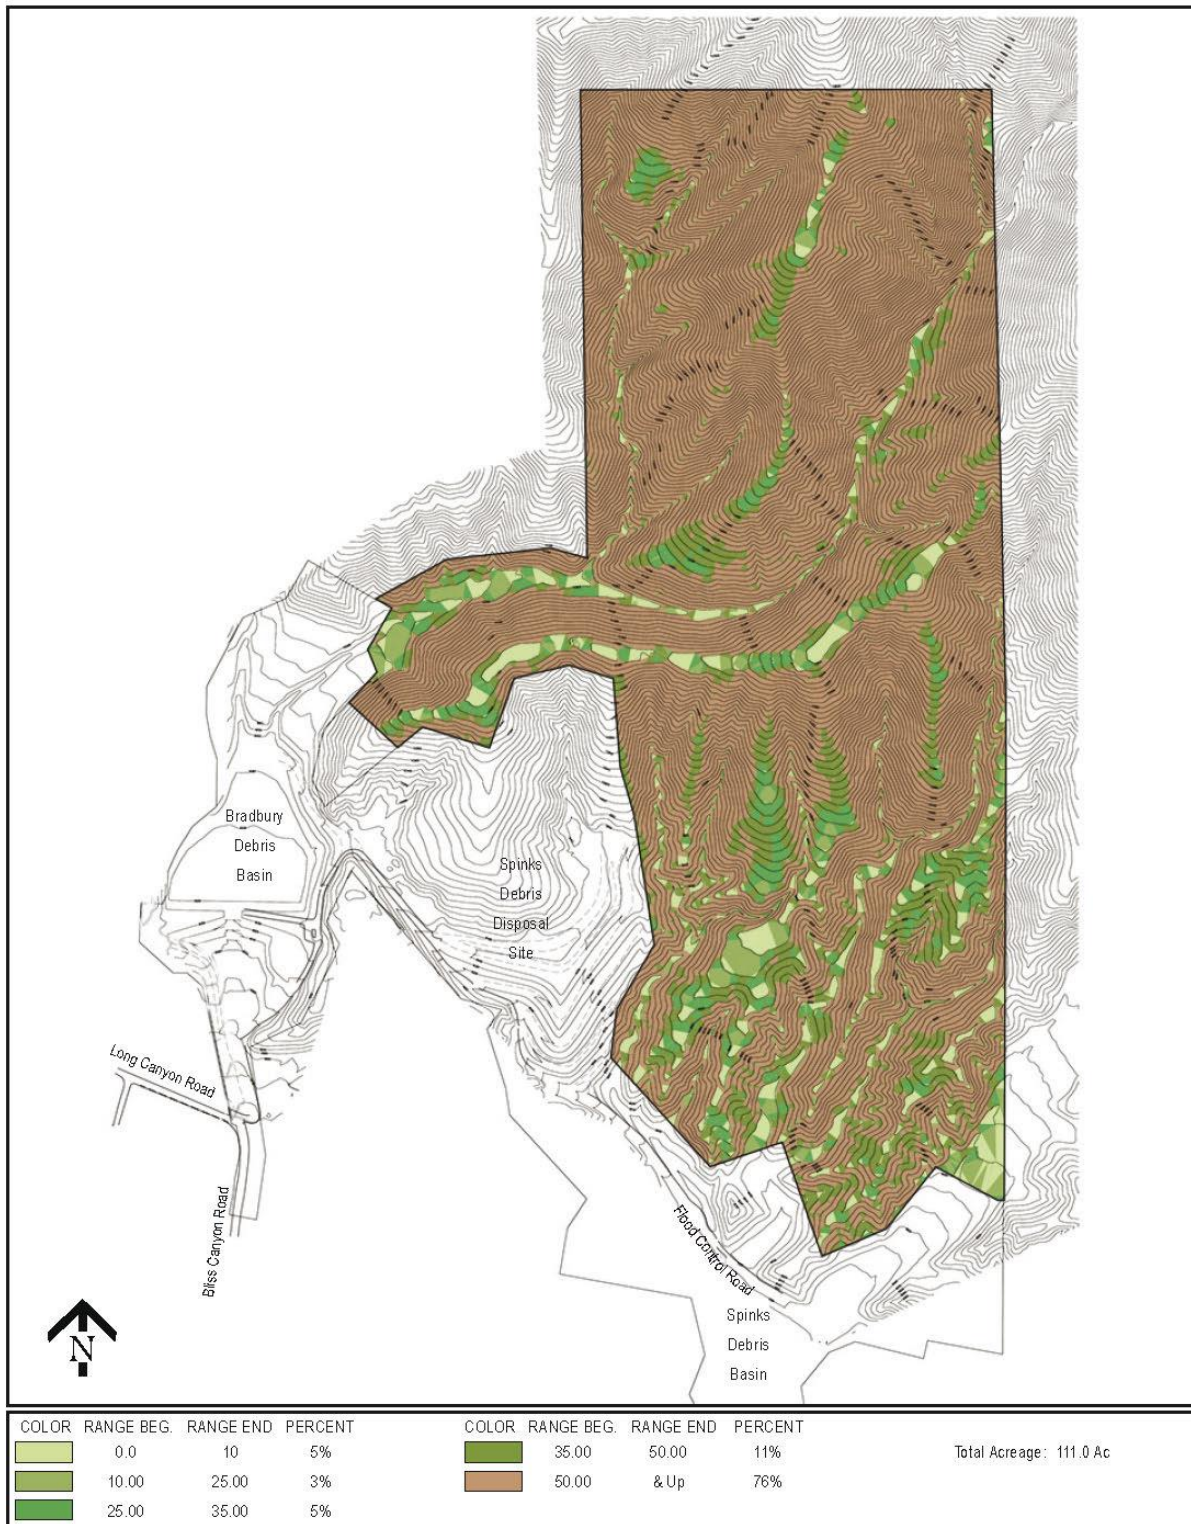 Bradbury
Debris
Basin
Spinks
Debris
Disposal
Site
Long Canyon Road
Bliss Canyon Road
Flood Control Road
Spinks
Debris
Basin
N
COLOR RANGE BEG. RANGE END PERCENT
0.0 10 5%
10.00 25.00 3%
25.00 35.00 5%
COLOR RANGE BEG. RANGE END PERCENT
35.00 50.00 11%
50.00 & Up 76%
Total Acreage: 111.0 Ac